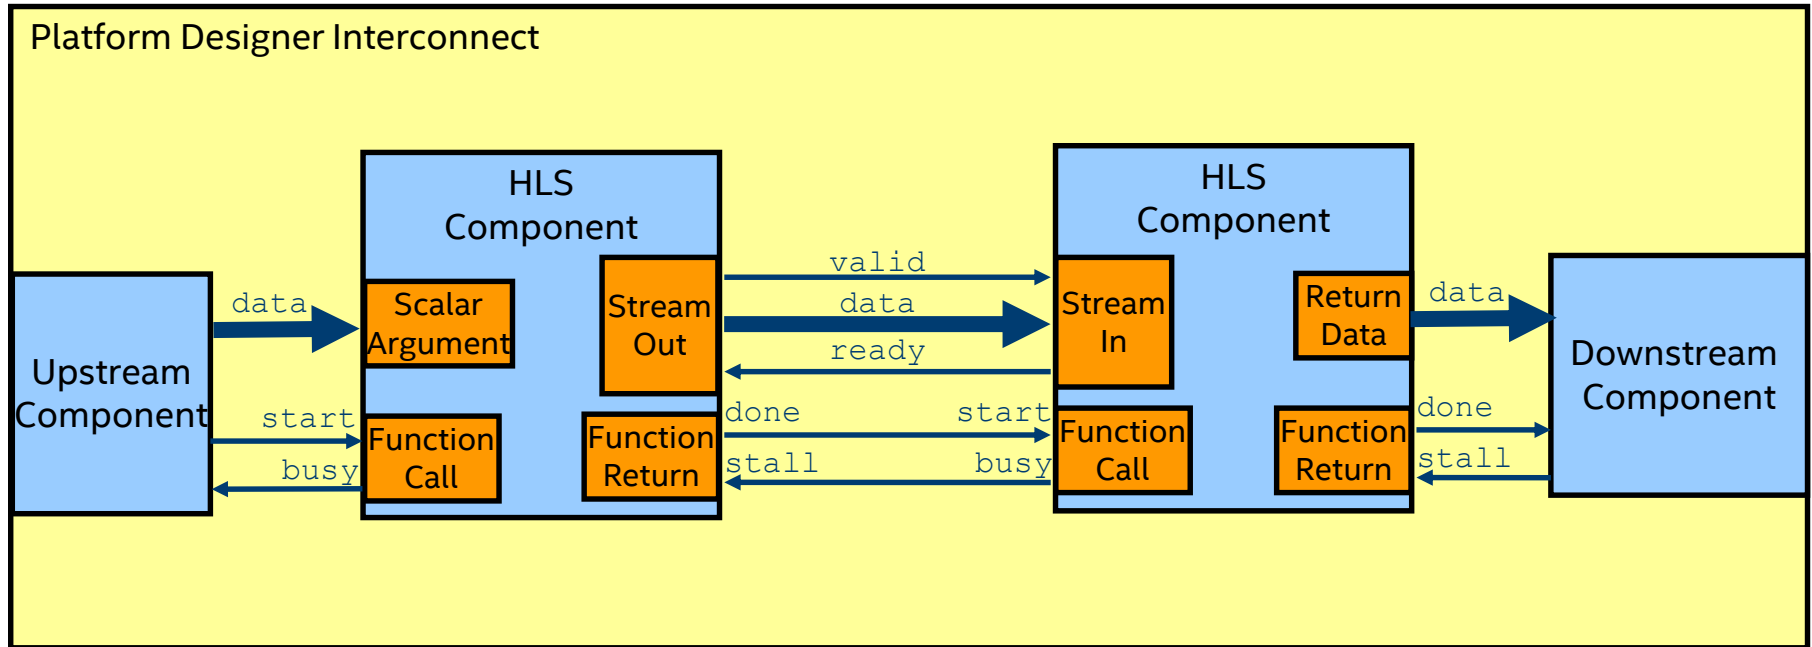 Platform Designer Interconnect
Upstream
Component
data
start
busy
HLS
Component
Scalar
Argument
Function
Call
Stream
Out
Function
Return
valid
data
ready
done
start
stall
busy
HLS
Component
Stream
In
Function
Call
Return
Data
Function
Return
data
done
stall
Downstream
Component